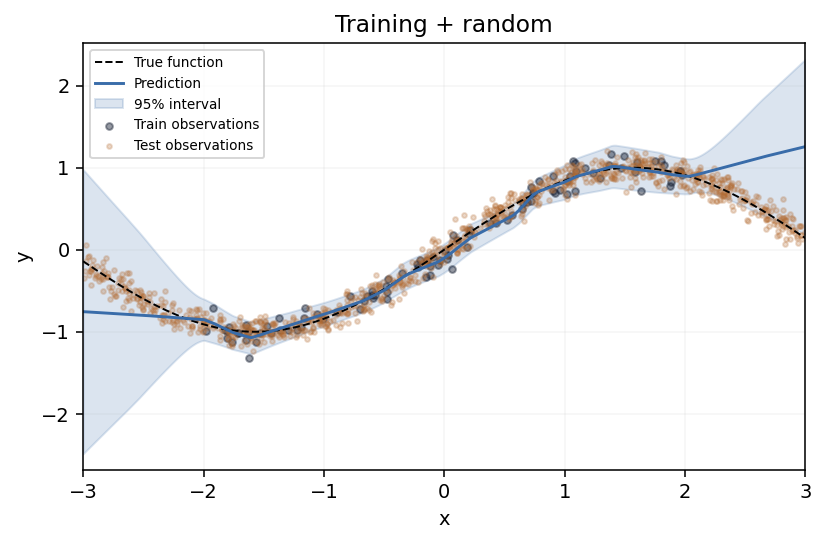 Training + random
True function
Prediction
95% interval
Train observations
Test observations
y
2
1
0
−1
−2
−3
−2
−1
0
1
2
3
x